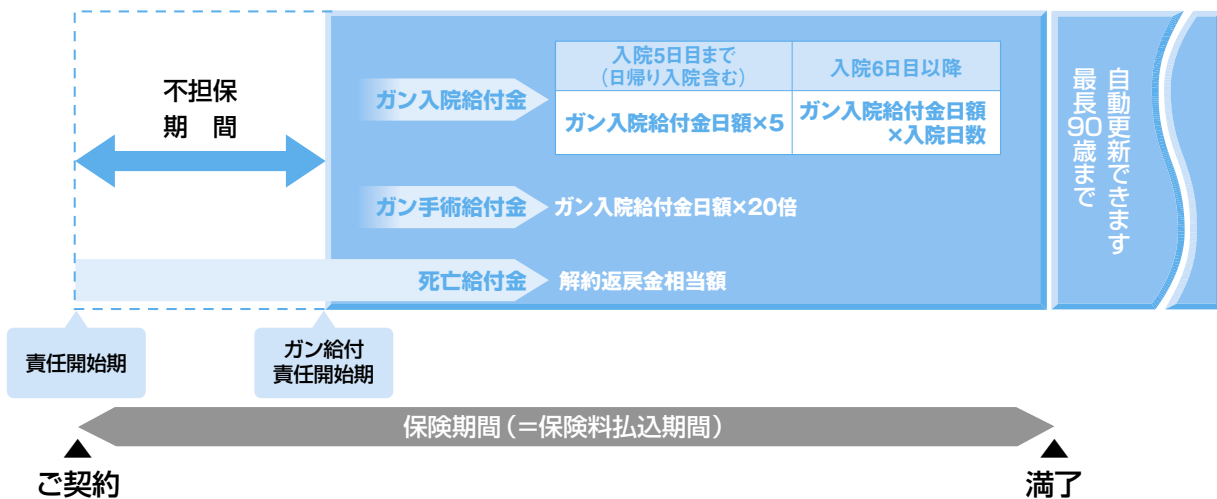 不担保
期 間
ガン入院給付金
入院5日目まで
（日帰り入院含む）
入院6日目以降
ガン入院給付金日額×5
ガン入院給付金日額
×入院日数
ガン手術給付金
ガン入院給付金日額×20倍
死亡給付金
解約返戻金相当額
自動更新できます
最長90歳まで
責任開始期
ガン給付
責任開始期
保険期間（＝保険料払込期間）
▲
ご契約
▲
満了